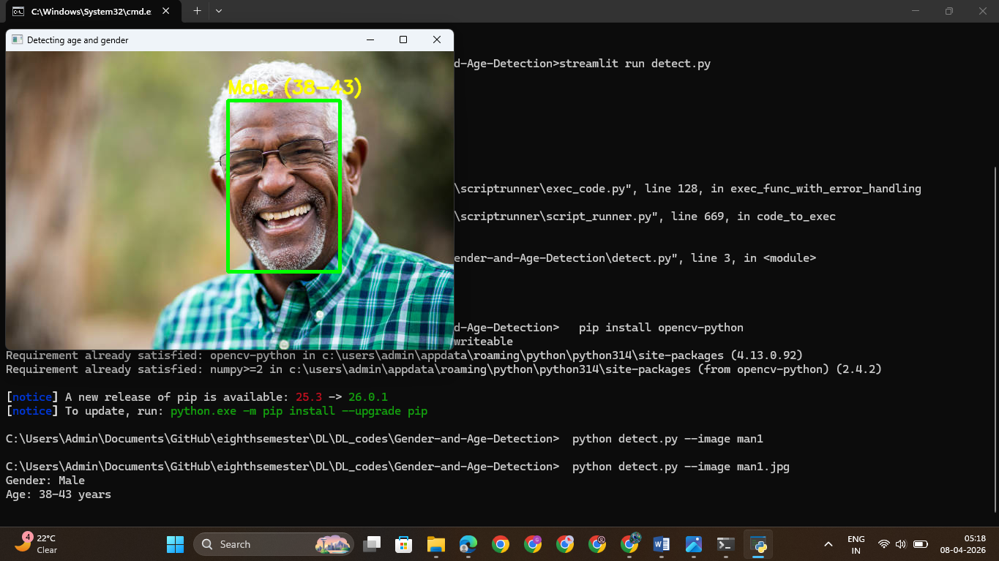 C:\Windows\System32\cmd.e
Detecting age and gender
d-Age-Detection>streamlit run detect.py
Male, (38-43)
\scriptrunner\exec_code.py", line 128, in exec_func_with_error_handling
\scriptrunner\script_runner.py", line 669, in code_to_exec
ender-and-Age-Detection\detect.py", line 3, in <module>
d-Age-Detection>   pip install opencv-python
writeable
Requirement already satisfied: opencv-python in c:\users\admin\appdata\roaming\python\python314\site-packages (4.13.0.92)
Requirement already satisfied: numpy>=2 in c:\users\admin\appdata\roaming\python\python314\site-packages (from opencv-python) (2.4.2)
[notice] A new release of pip is available: 25.3 -> 26.0.1
[notice] To update, run: python.exe -m pip install --upgrade pip
C:\Users\Admin\Documents\GitHub\eighthsemester\DL\DL_codes\Gender-and-Age-Detection>  python detect.py --image man1
C:\Users\Admin\Documents\GitHub\eighthsemester\DL\DL_codes\Gender-and-Age-Detection>  python detect.py --image man1.jpg
Gender: Male
Age: 38-43 years
4
22°C
Clear
Search
ENG
IN
05:18
08-04-2026